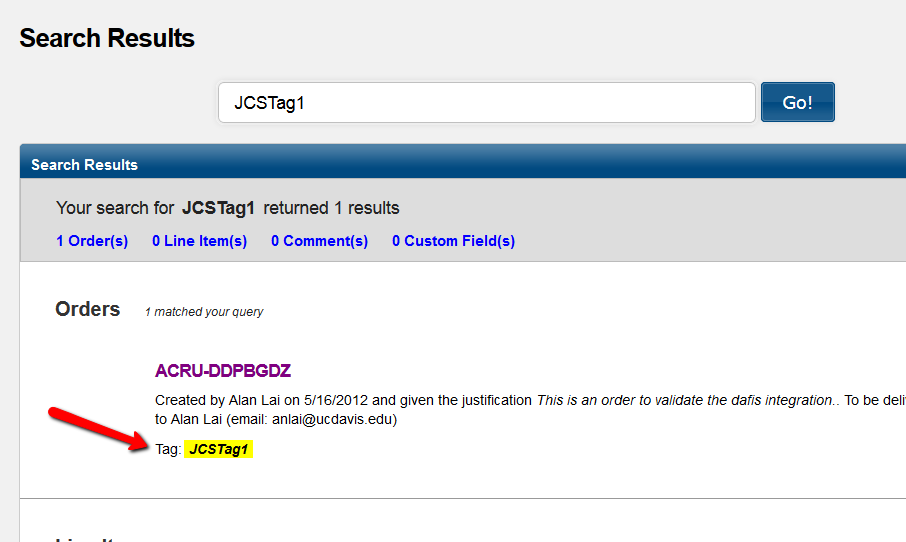 Search Results
JCSTag1
Go!
Search Results
Your search for JCSTag1 returned 1 results
1 Order(s) 0 Line Item(s) 0 Comment(s) 0 Custom Field(s)
Orders 1 matched your query
ACRU-DDPBGDZ
Created by Alan Lai on 5/16/2012 and given the justification This is an order to validate the dafis integration.. To be deli
to Alan Lai (email: anlai@ucdavis.edu)
Tag: JCSTag1